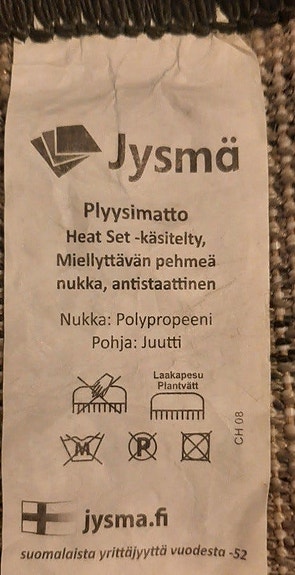 Jysmä
Plyysimatto
Heat Set -käsitelty,
Miellyttävän pehmeä
nukka, antistaattinen
Nukka: Polypropeeni
Pohja: Juutti
Laakapesu
Plantvätt
M
P
CH 08
jysma.fi
suomalaista yrittäjyyttä vuodesta -52